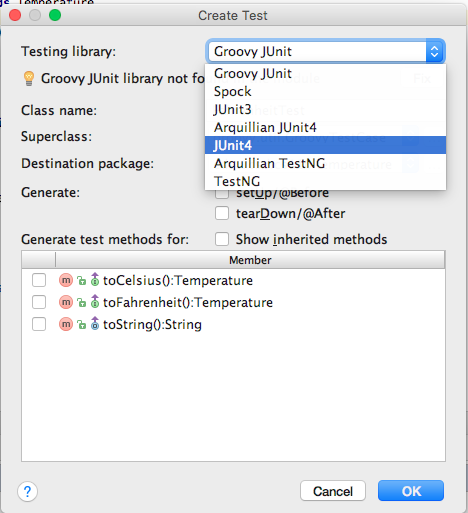 Temperature
Create Test
Testing library:
Groovy JUnit
Groovy JUnit library not fo
Groovy JUnit
Spock
JUnit3
Class name:
Arquillian JUnit4
Superclass:
JUnit4
Destination package:
Arquillian TestNG
TestNG
Generate:
setUp/@Before
tearDown/@After
Generate test methods for:
Show inherited methods
Member
m toCelsius():Temperature
m toFahrenheit():Temperature
m toString():String
?
Cancel
OK